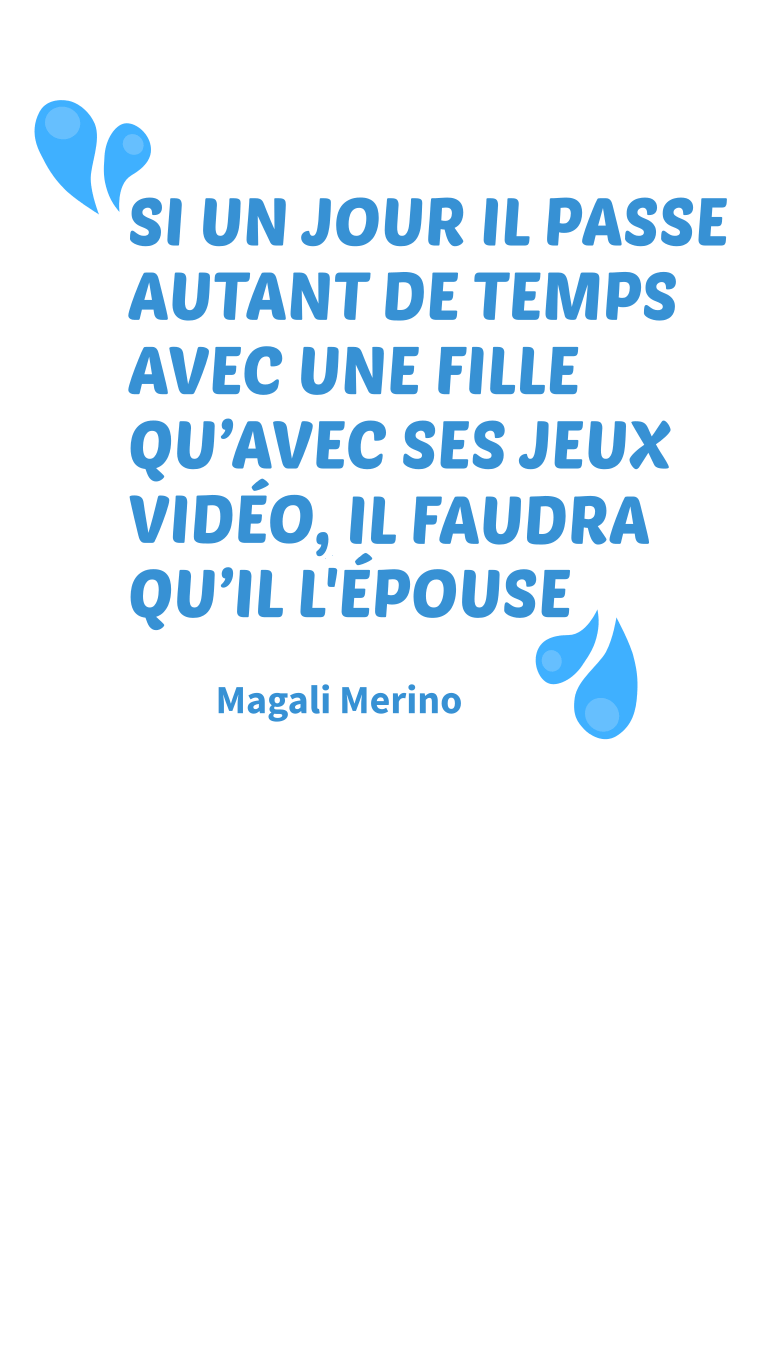 SI UN JOUR IL PASSE
AUTANT DE TEMPS
AVEC UNE FILLE
QU’AVEC SES JEUX
VIDÉO, IL FAUDRA
QU’IL L'ÉPOUSE
Magali Merino